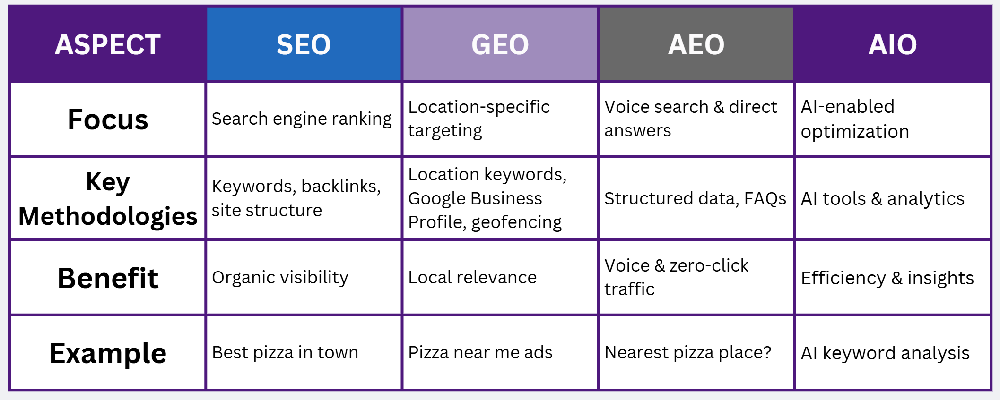 ASPECT
SEO
GEO
AEO
AIO
Focus
Search engine ranking
Location-specific
targeting
Voice search & direct
answers
AI-enabled
optimization
Key
Methodologies
Keywords, backlinks,
site structure
Location keywords,
Google Business
Profile, geofencing
Structured data, FAQs
AI tools & analytics
Benefit
Organic visibility
Local relevance
Voice & zero-click
traffic
Efficiency & insights
Example
Best pizza in town
Pizza near me ads
Nearest pizza place?
AI keyword analysis